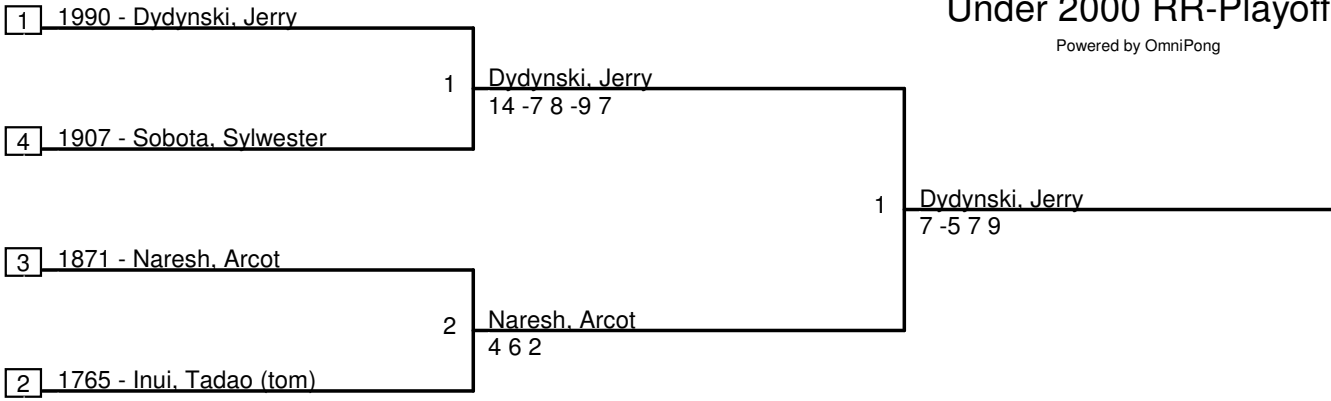 Under 2000 RR-Playoff
Powered by OmniPong
1 1990 - Dydynski, Jerry
1 Dydynski, Jerry
14 -7 8 -9 7
4 1907 - Sobota, Sylwester
1 Dydynski, Jerry
7 -5 7 9
3 1871 - Naresh, Arcot
2 Naresh, Arcot
4 6 2
2 1765 - Inui, Tadao (tom)